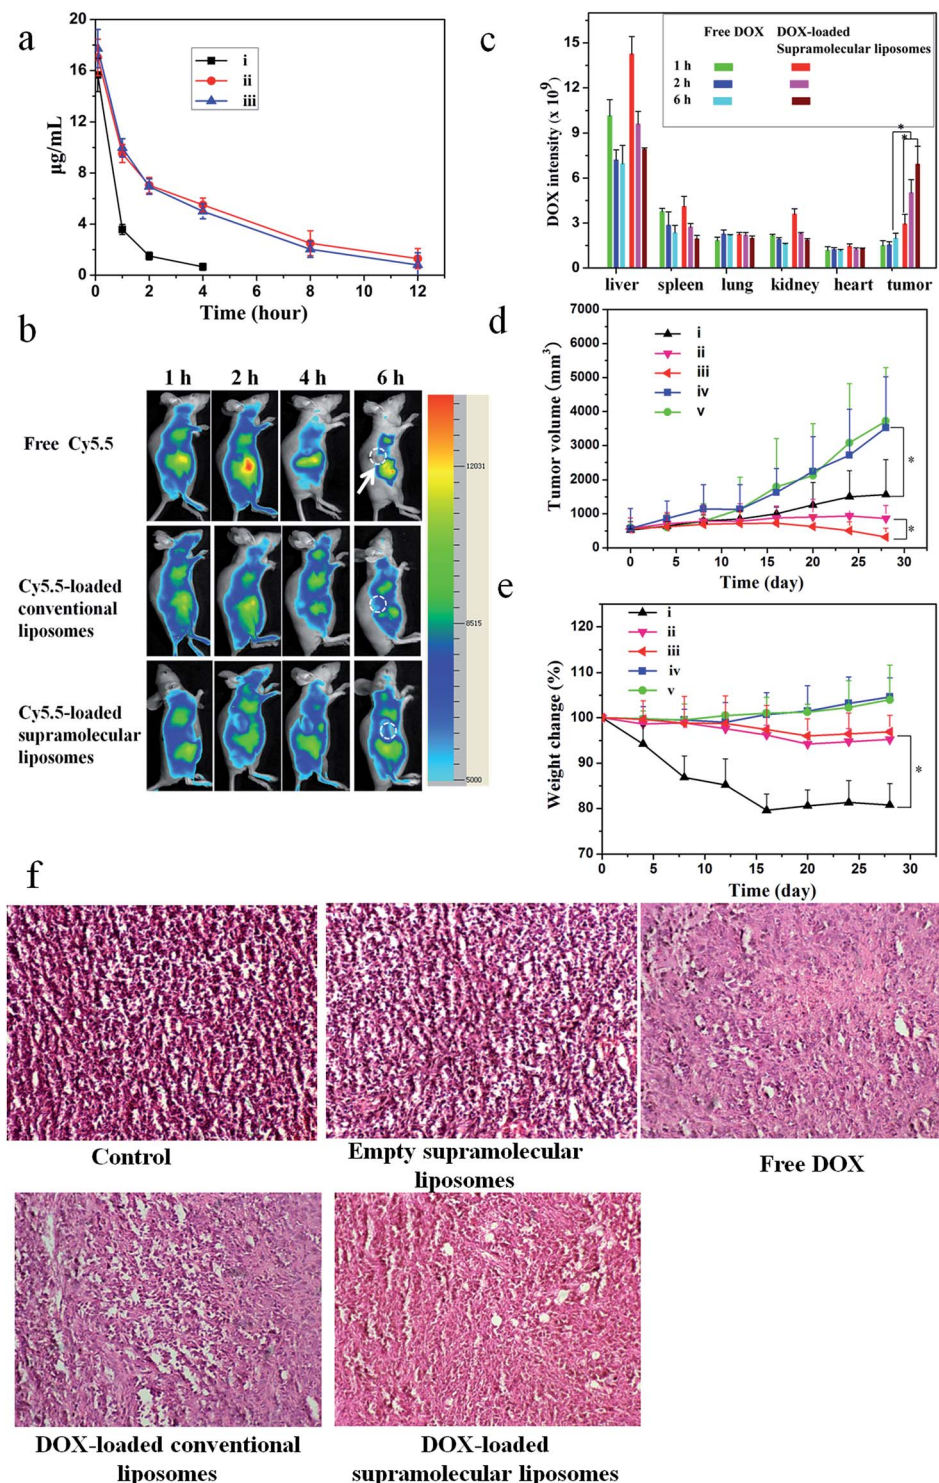 a
20
16
12
8
4
0
µg/mL
i
ii
iii
0
2
4
6
8
10
12
Time (hour)
c
15
12
9
6
3
0
DOX intensity (x 10⁹)
Free DOX
DOX-loaded
Supramolecular liposomes
1 h
2 h
6 h
*
*
liver
spleen
lung
kidney
heart
tumor
b
1 h
2 h
4 h
6 h
Free Cy5.5
Cy5.5-loaded
conventional
liposomes
Cy5.5-loaded
supramolecular
liposomes
12031
8515
5000
d
7000
6000
5000
4000
3000
2000
1000
0
Tumor volume (mm³)
i
ii
iii
iv
v
*
*
0
5
10
15
20
25
30
Time (day)
e
120
110
100
90
80
70
Weight change (%)
i
ii
iii
iv
v
*
0
5
10
15
20
25
30
Time (day)
f
Control
Empty supramolecular
liposomes
Free DOX
DOX-loaded conventional
liposomes
DOX-loaded
supramolecular liposomes